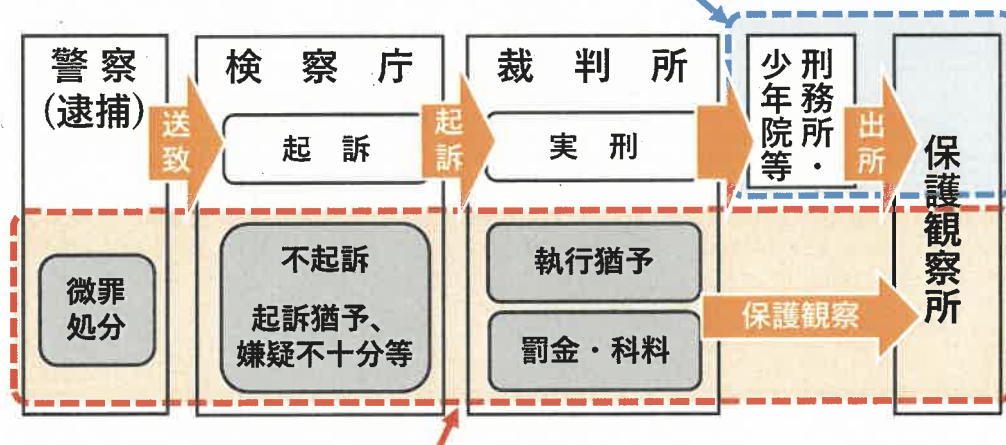 警察
(逮捕)
送致
検察庁
起訴
起訴
裁判所
実刑
刑務所・
少年院等
出所
保護観察所
微罪
処分
不起訴
起訴猶予、
嫌疑不十分等
執行猶予
罰金・科料
保護観察